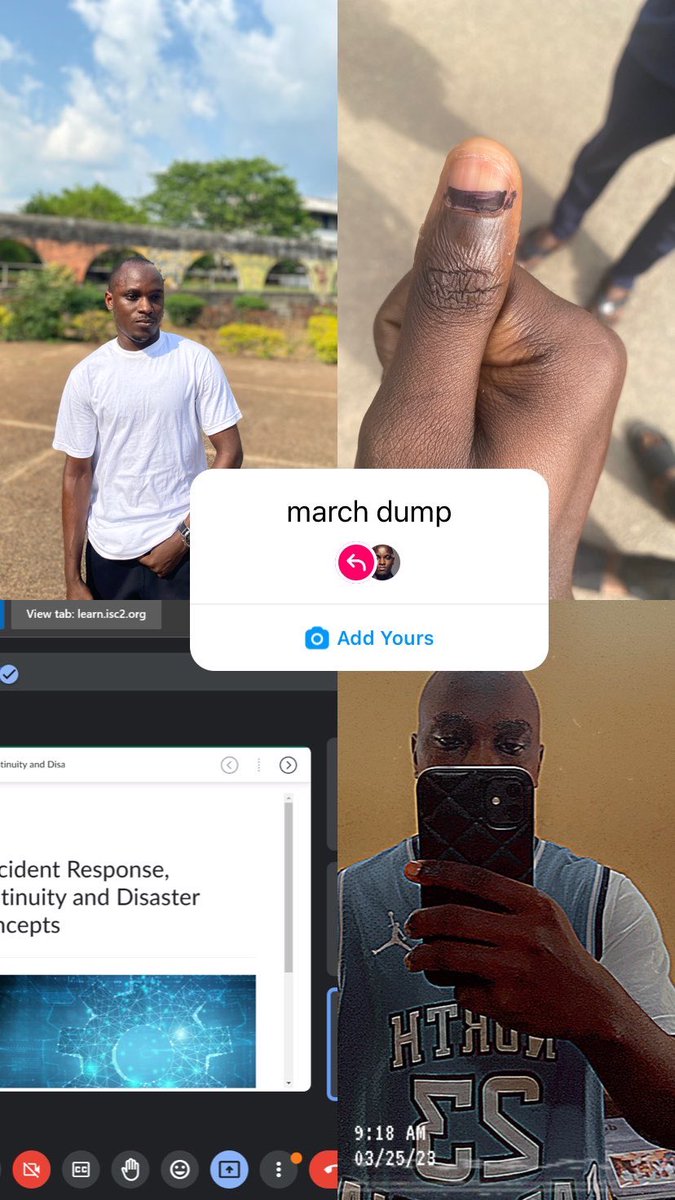 View tab: learn.isc2.org
tinuity and Disa
cident Response,
tinuity and Disaster
ncepts
march dump
Add Yours
NORTH
23
9:18 AM
03/25/23